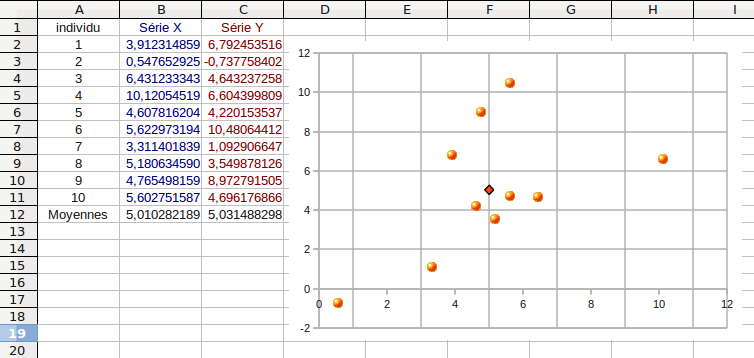 A B C D E F G H I
1 individu Série X Série Y
2 1 3,912314859 6,792453516
3 2 0,547652925 -0,737758402
4 3 6,431233343 4,643237258
5 4 10,12054519 6,604399809
6 5 4,607816204 4,220153537
7 6 5,622973194 10,48064412
8 7 3,311401839 1,092906647
9 8 5,180634590 3,549878126
10 9 4,765498159 8,972791505
11 10 5,602751587 4,696176866
12 Moyennes 5,010282189 5,031488298
13
14
15
16
17
18
19
20
12
10
8
6
4
2
0
-2
0 2 4 6 8 10 12